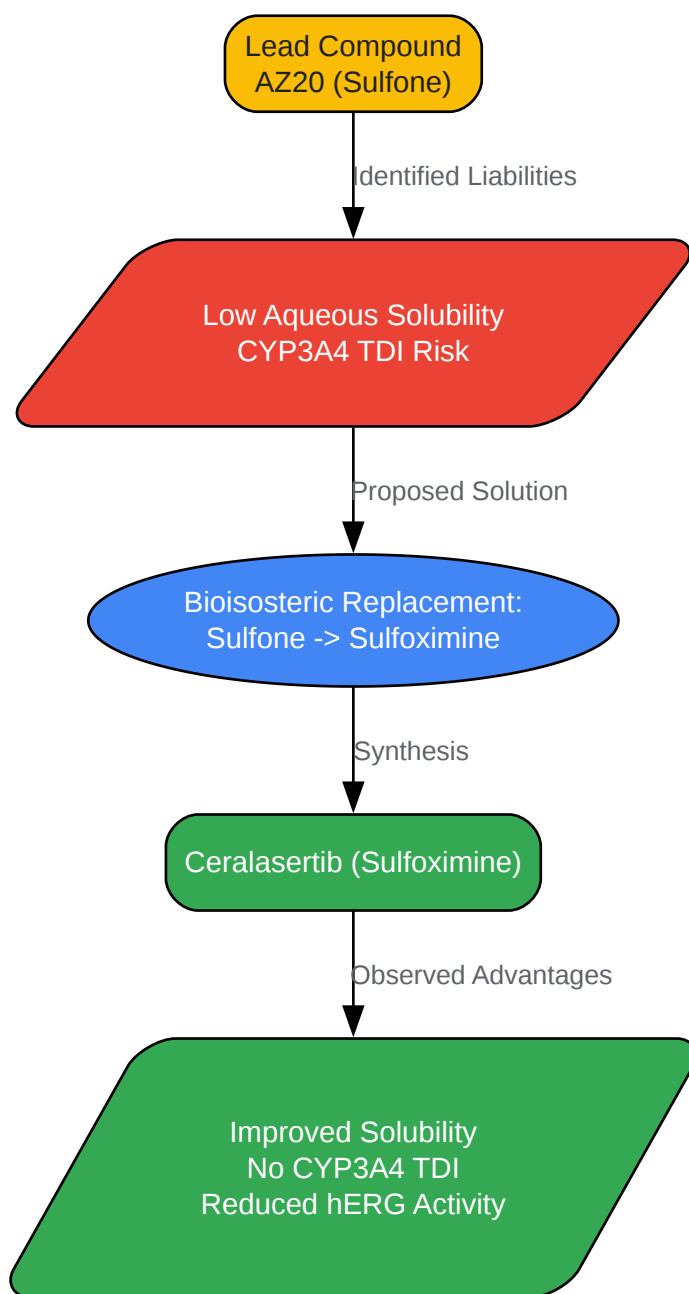 Lead Compound
AZ20 (Sulfone)
Identified Liabilities
Low Aqueous Solubility
CYP3A4 TDI Risk
Proposed Solution
Bioisosteric Replacement:
Sulfone -> Sulfoximine
Synthesis
Ceralasertib (Sulfoximine)
Observed Advantages
Improved Solubility
No CYP3A4 TDI
Reduced hERG Activity